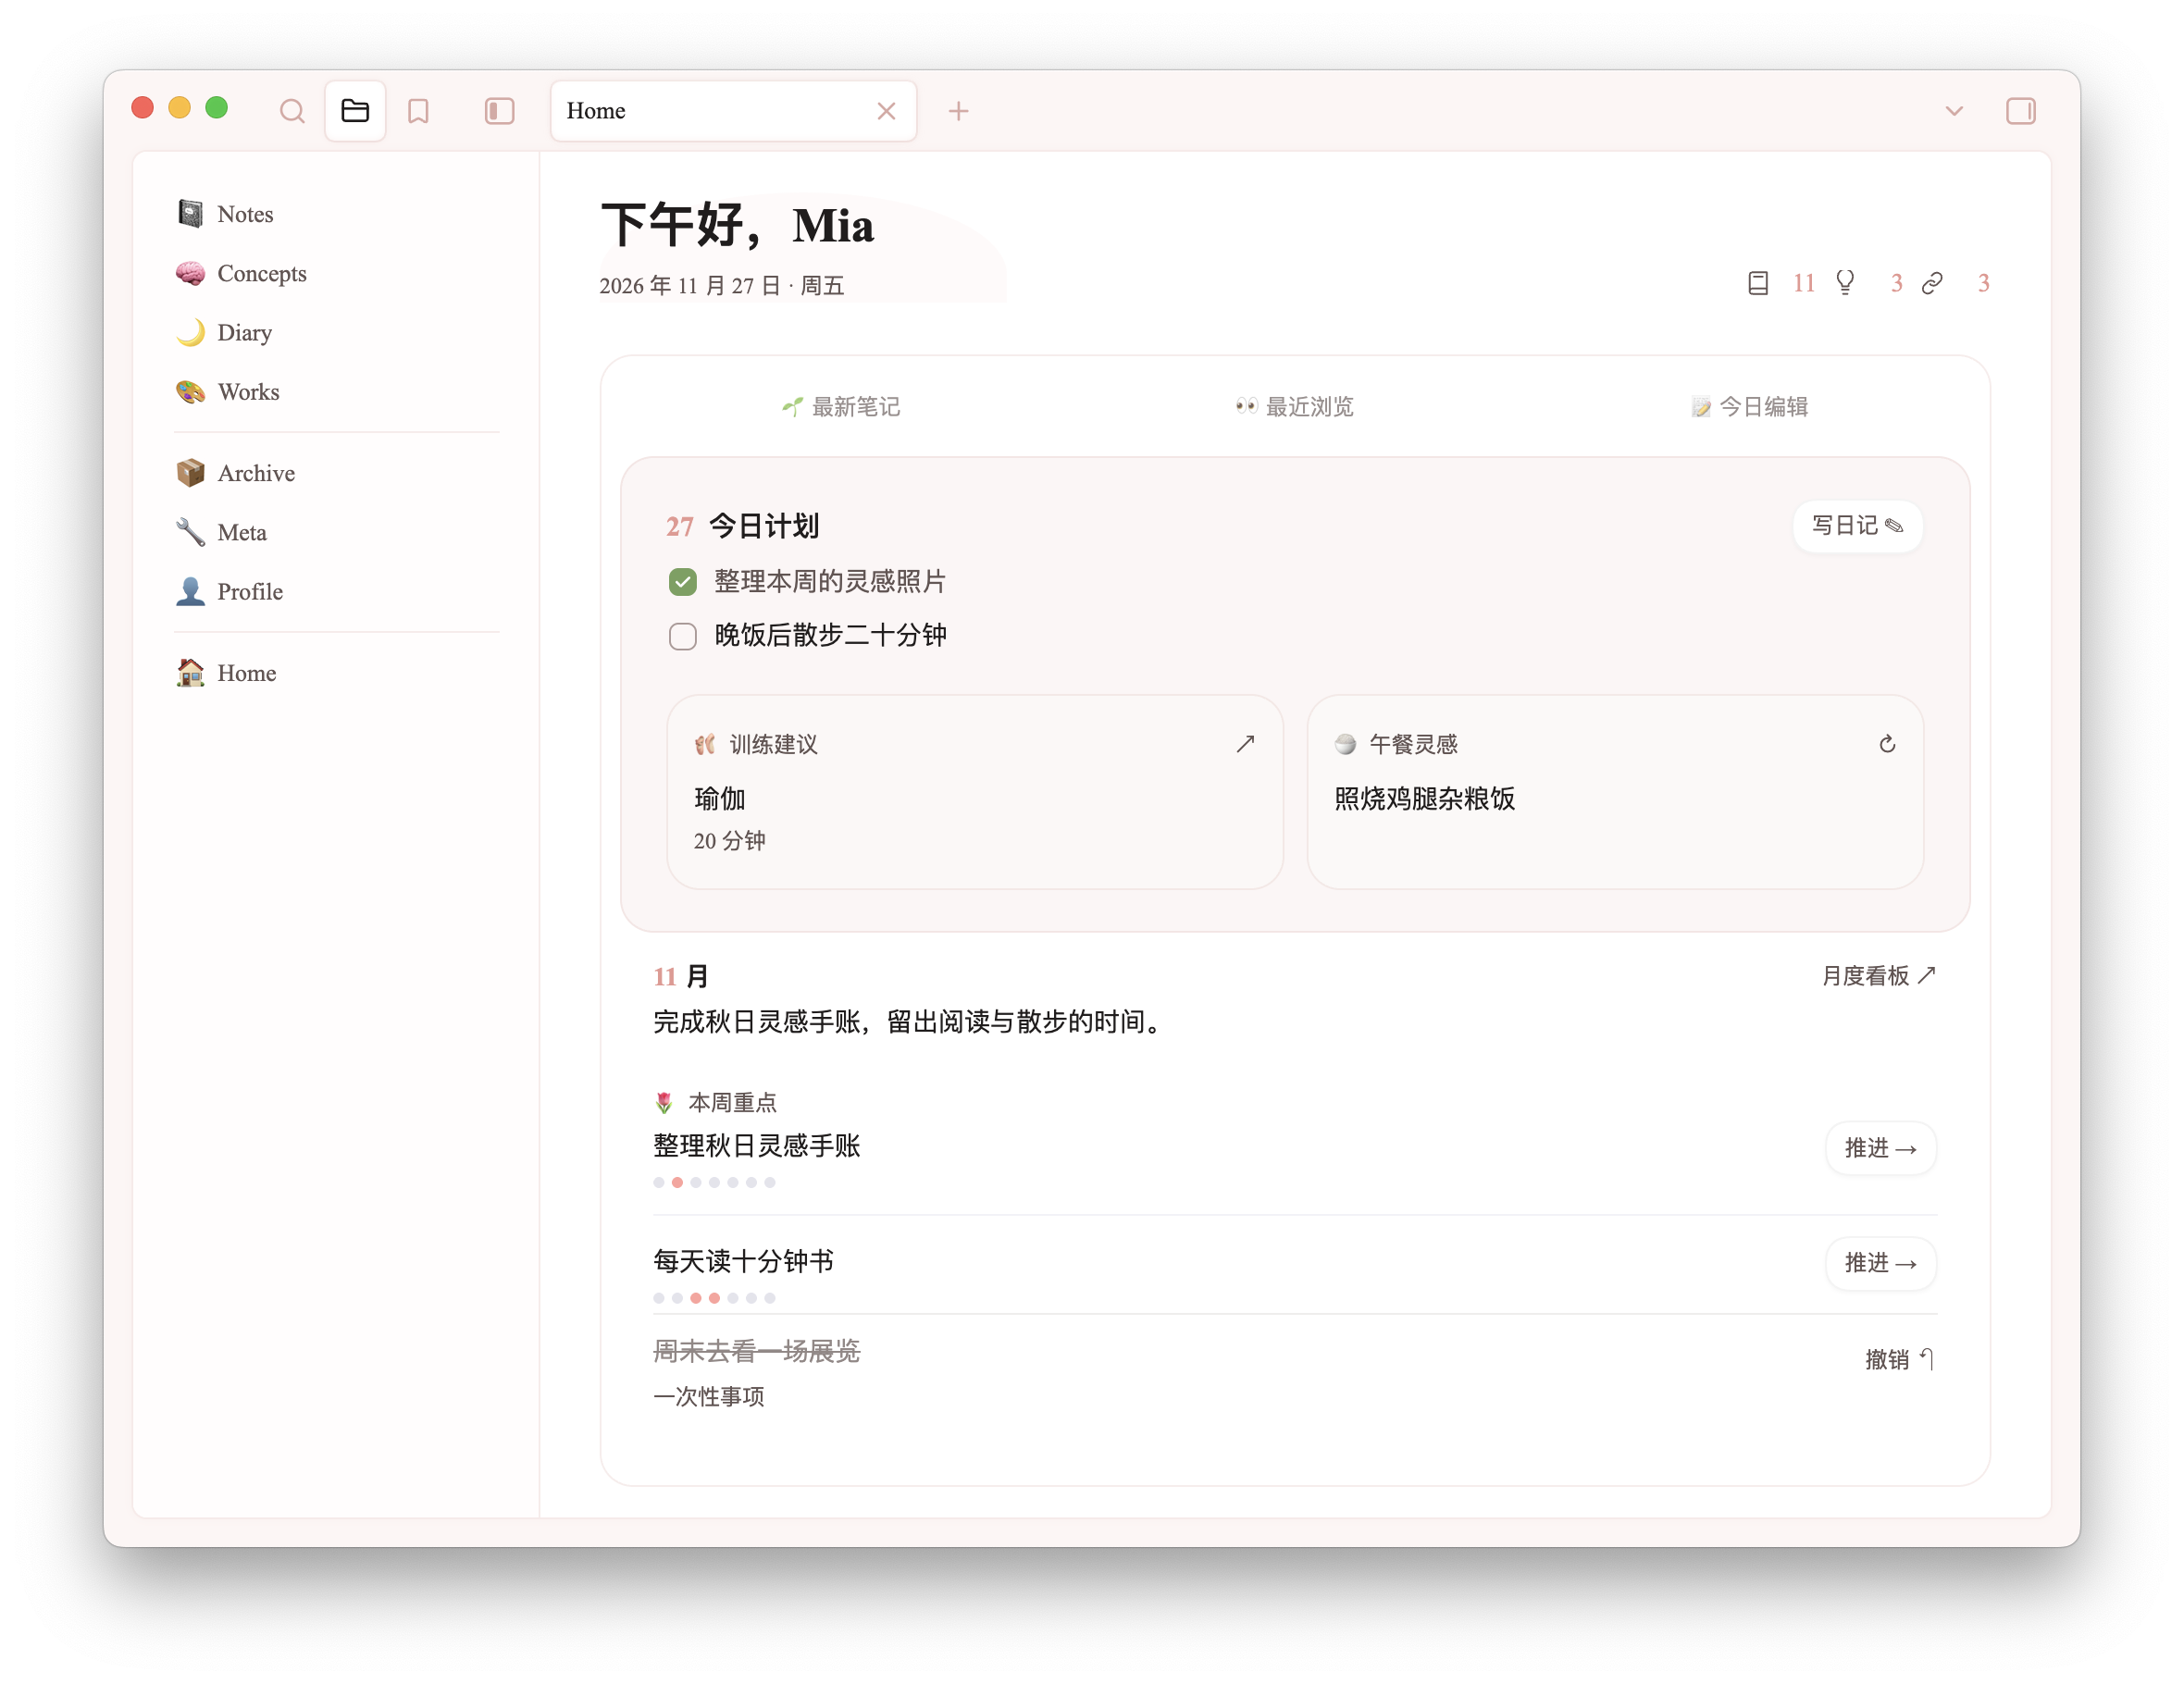 Home
Notes
Concepts
Diary
Works
Archive
Meta
Profile
Home
下午好，Mia
2026 年 11 月 27 日 · 周五
11 3 3
最新笔记
最近浏览
今日编辑
27 今日计划
写日记 ✎
整理本周的灵感照片
晚饭后散步二十分钟
训练建议 ↗
瑜伽
20 分钟
午餐灵感 ↻
照烧鸡腿杂粮饭
11 月
月度看板 ↗
完成秋日灵感手账，留出阅读与散步的时间。
本周重点
整理秋日灵感手账
推进 →
每天读十分钟书
推进 →
周末去看一场展览
撤销 ↶
一次性事项